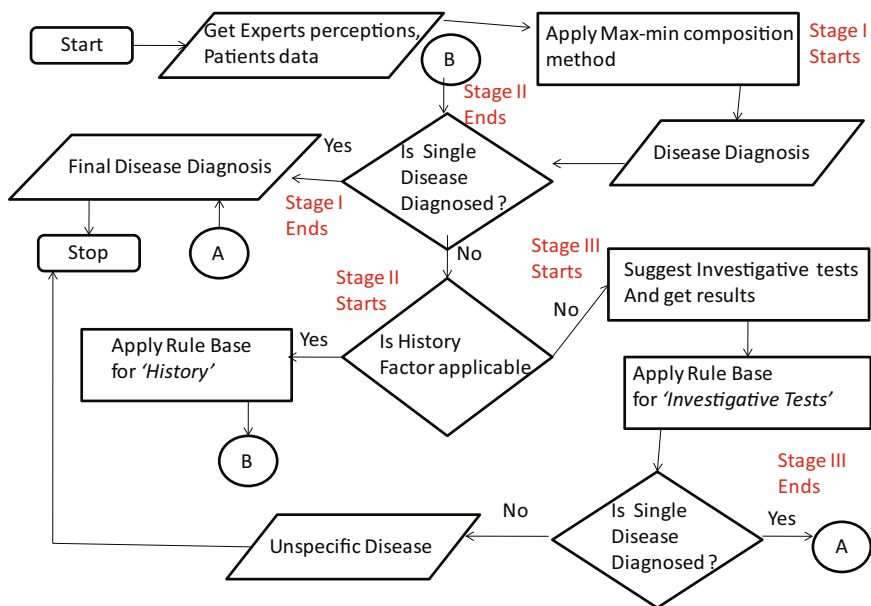 Start
Get Experts perceptions,
Patients data
Apply Max-min composition
method
Stage I
Starts
B
Stage II
Ends
Disease Diagnosis
Is Single
Disease
Diagnosed ?
Yes
Final Disease Diagnosis
Stage I
Ends
A
Stop
No
Stage II
Starts
Stage III
Starts
Is History
Factor applicable
Yes
Apply Rule Base
for ‘History’
B
No
Suggest Investigative tests
And get results
Apply Rule Base
for ‘Investigative Tests’
Stage III
Ends
Is Single
Disease
Diagnosed ?
Yes
A
No
Unspecific Disease